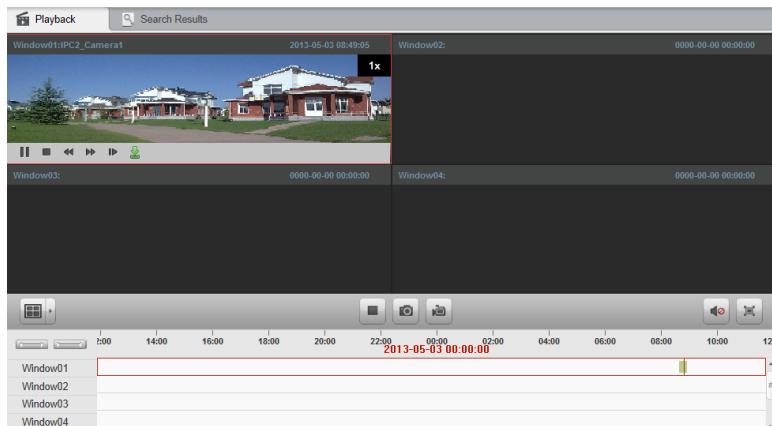 Playback
Search Results
Window01:IPC2_Camera1 2013-05-03 08:49:05
Window02: 0000-00-00 00:00:00
1x
Window03: 0000-00-00 00:00:00
Window04: 0000-00-00 00:00:00
2:00 14:00 16:00 18:00 20:00 22:00 00:00 02:00 04:00 06:00 08:00 10:00 12
2013-05-03 00:00:00
Window01
Window02
Window03
Window04